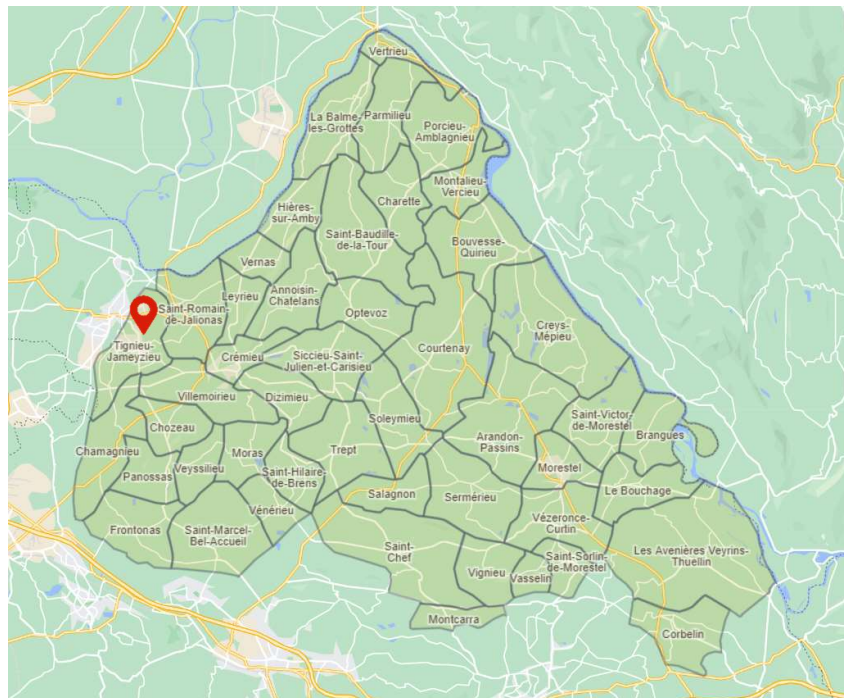 Vertrieu
La Balme-
les-Grottes
Parmilieu
Porcieu-
Amblagnieu
Montalieu-
Vercieu
Hières-
sur-Amby
Charette
Saint-Baudille-
de-la-Tour
Bouvesse-
Quirieu
Vernas
Leyrieu
Annoisin-
Chatelans
Saint-Romain-
de-Jalionas
Optevoz
Creys-
Mépieu
Tignieu-
Jameyzieu
Crémieu
Siccieu-Saint-
Julien-et-Carisieu
Courtenay
Villemoirieu
Dizimieu
Soleymieu
Saint-Victor-
de-Morestel
Chozeau
Arandon-
Passins
Brangues
Chamagnieu
Moras
Trept
Panossas
Veyssilieu
Saint-Hilaire-
de-Brens
Morestel
Salagnon
Sermérieu
Le Bouchage
Vénérieu
Frontonas
Saint-Marcel-
Bel-Accueil
Vézeronce-
Curtin
Saint-
Chef
Les Avenières Veyrins-
Thuellin
Saint-Sorlin-
de-Morestel
Vignieu
Vasselin
Montcarra
Corbelin